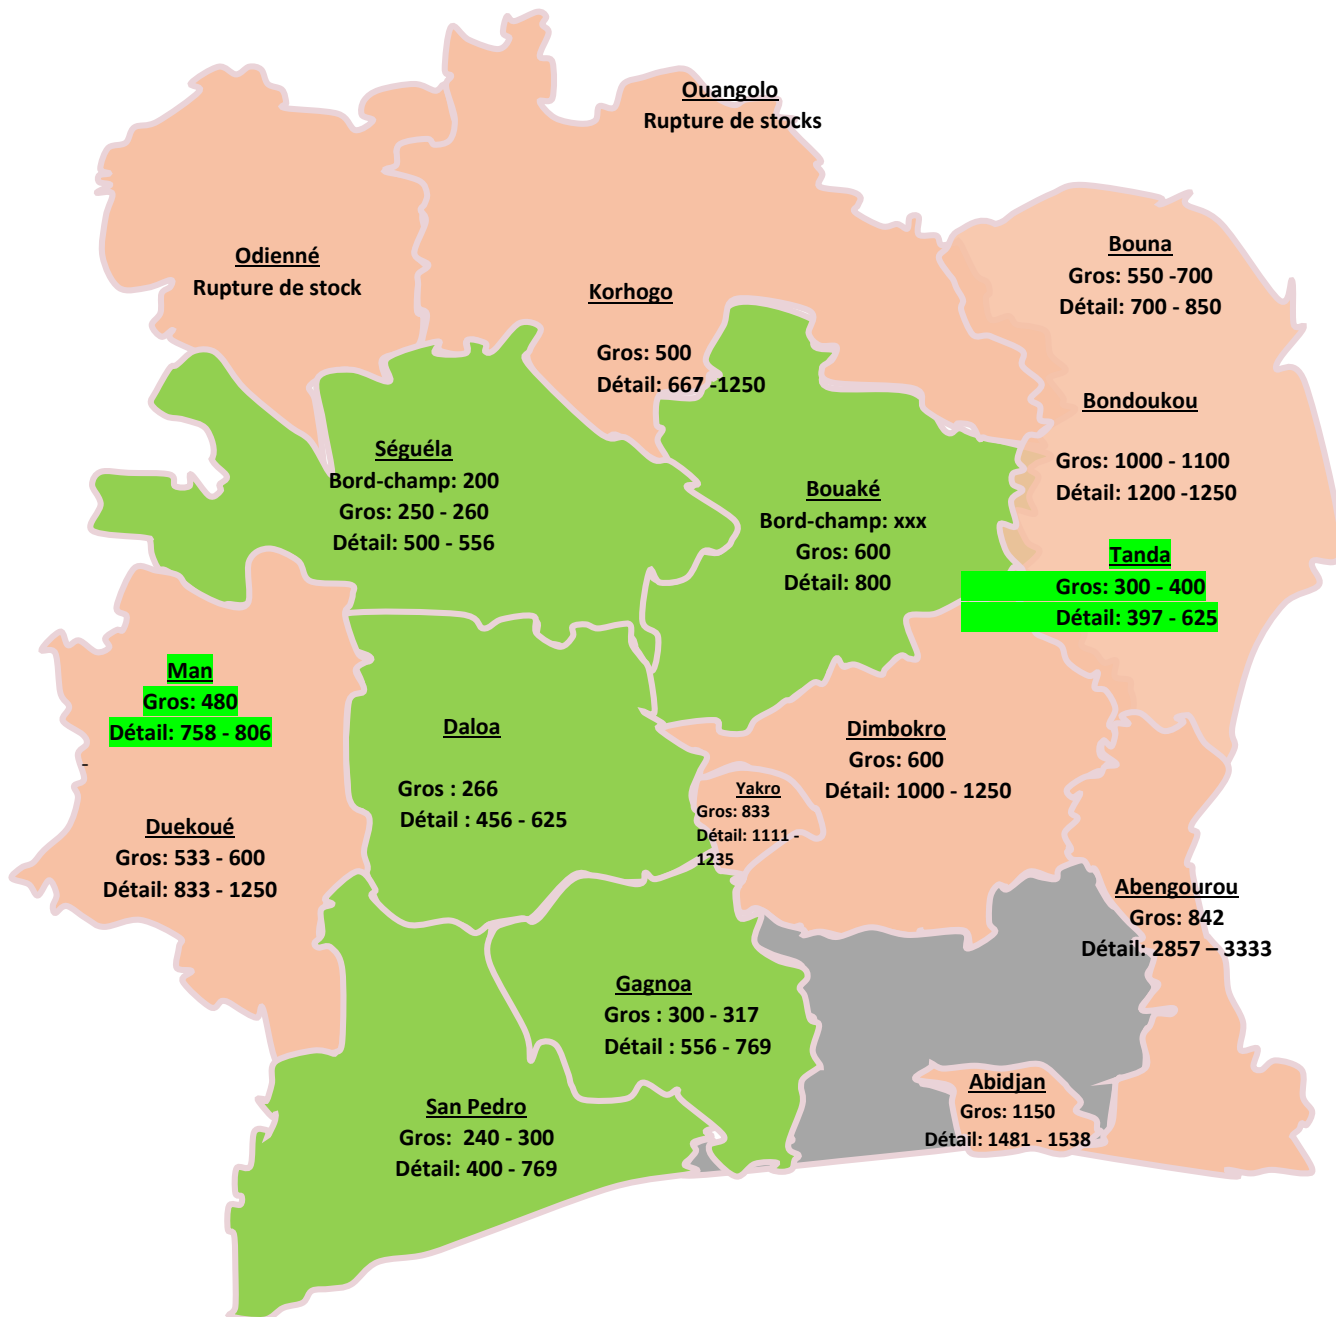 Ouangolo
Rupture de stocks
Odienné
Rupture de stock
Korhogo
Gros: 500
Détail: 667 -1250
Bouna
Gros: 550 -700
Détail: 700 - 850
Bondoukou
Gros: 1000 - 1100
Détail: 1200 -1250
Séguéla
Bord-champ: 200
Gros: 250 - 260
Détail: 500 - 556
Bouaké
Bord-champ: xxx
Gros: 600
Détail: 800
Tanda
Gros: 300 - 400
Détail: 397 - 625
Man
Gros: 480
Détail: 758 - 806
-
Daloa
Gros : 266
Détail : 456 - 625
Dimbokro
Gros: 600
Détail: 1000 - 1250
Yakro
Gros: 833
Détail: 1111 -
1235
Duekoué
Gros: 533 - 600
Détail: 833 - 1250
Abengourou
Gros: 842
Détail: 2857 – 3333
Gagnoa
Gros : 300 - 317
Détail : 556 - 769
San Pedro
Gros:  240 - 300
Détail: 400 - 769
Abidjan
Gros: 1150
Détail: 1481 - 1538